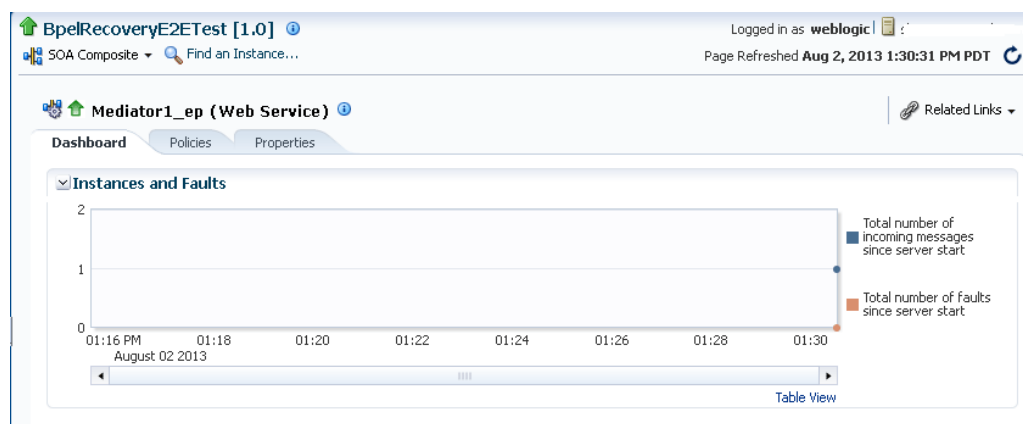 BpelRecoveryE2ETest [1.0]
Logged in as weblogic
SOA Composite
Find an Instance...
Page Refreshed Aug 2, 2013 1:30:31 PM PDT
Mediator1_ep (Web Service)
Related Links
Dashboard
Policies
Properties
Instances and Faults
2
1
0
Total number of
incoming messages
since server start
Total number of faults
since server start
01:16 PM
01:18
01:20
01:22
01:24
01:26
01:28
01:30
August 02 2013
Table View